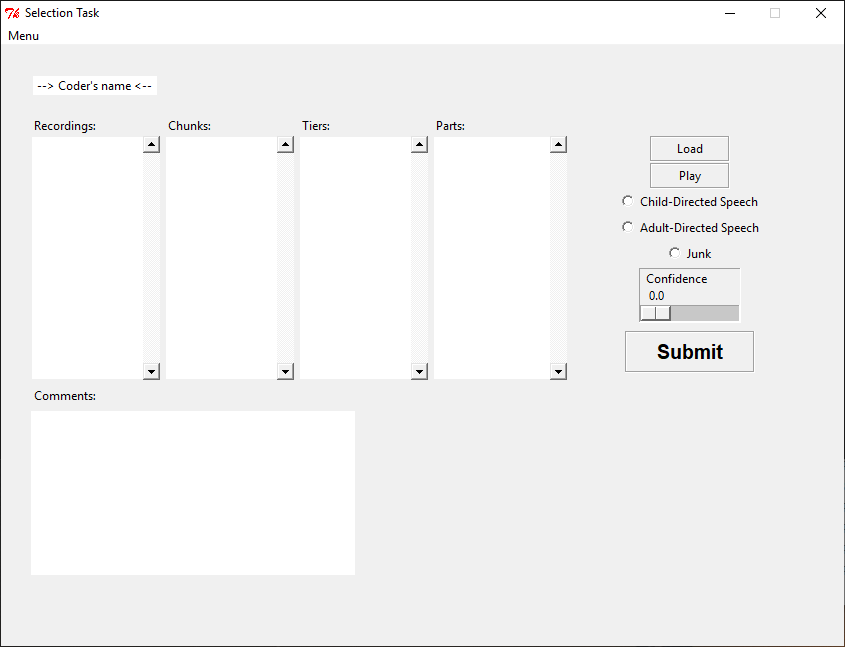 Selection Task
Menu
--> Coder's name <--
Recordings: Chunks: Tiers: Parts:
Load
Play
Child-Directed Speech
Adult-Directed Speech
Junk
Confidence
0.0
Submit
Comments: